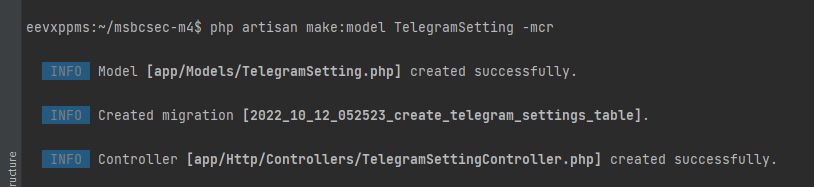 eevxppms:~/msbcsec-m4$ php artisan make:model TelegramSetting -mcr
INFO Model [app/Models/TelegramSetting.php] created successfully.
INFO Created migration [2022_10_12_052523_create_telegram_settings_table].
INFO Controller [app/Http/Controllers/TelegramSettingController.php] created successfully.
ructure